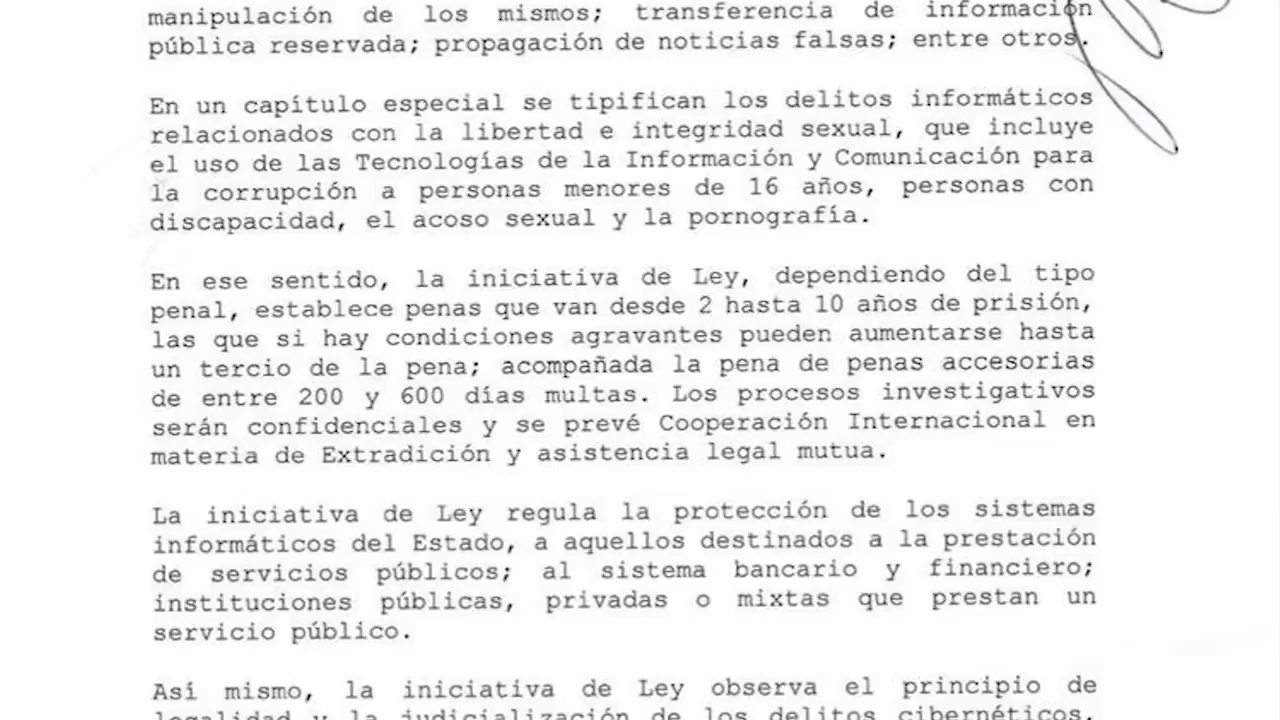 manipulación de los mismos; transferencia de información
pública reservada; propagación de noticias falsas; entre otros.
En un capítulo especial se tipifican los delitos informáticos
relacionados con la libertad e integridad sexual, que incluye
el uso de las Tecnologías de la Información y Comunicación para
la corrupción a personas menores de 16 años, personas con
discapacidad, el acoso sexual y la pornografía.
En ese sentido, la iniciativa de Ley, dependiendo del tipo
penal, establece penas que van desde 2 hasta 10 años de prisión,
las que si hay condiciones agravantes pueden aumentarse hasta
un tercio de la pena; acompañada la pena de penas accesorias
de entre 200 y 600 días multas. Los procesos investigativos
serán confidenciales y se prevé Cooperación Internacional en
materia de Extradición y asistencia legal mutua.
La iniciativa de Ley regula la protección de los sistemas
informáticos del Estado, a aquellos destinados a la prestación
de servicios públicos; al sistema bancario y financiero;
instituciones públicas, privadas o mixtas que prestan un
servicio público.
Así mismo, la iniciativa de Ley observa el principio de
legalidad y la judicialización de los delitos cibernéticos,